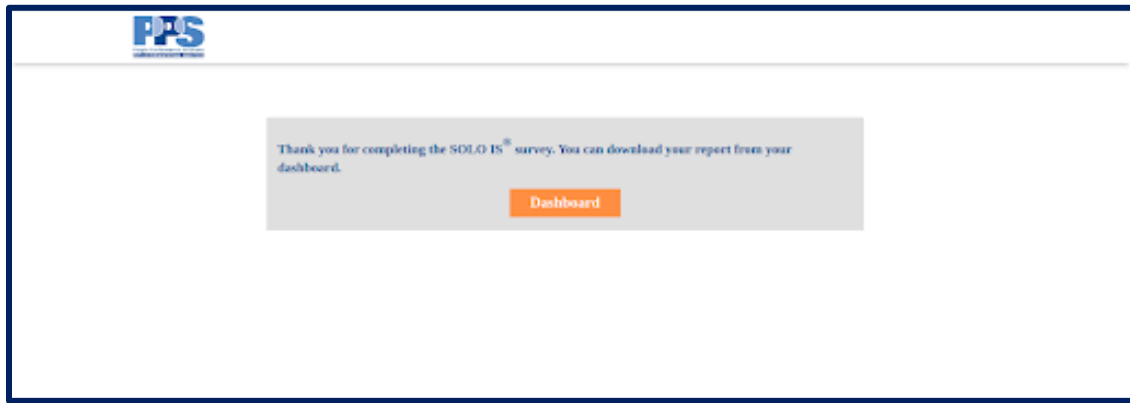 PPS
Thank you for completing the SOLO IS® survey. You can download your report from your
dashboard.
Dashboard